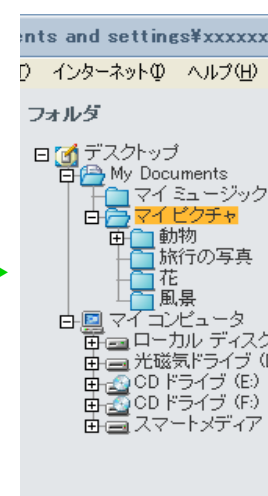 ents and settings¥xxxxxx
インターネット(I) ヘルプ(H)
フォルダ
デスクトップ
My Documents
マイ ミュージック
マイ ピクチャ
動物
旅行の写真
花
風景
マイ コンピュータ
ローカル ディスク
光磁気ドライブ
CD ドライブ (E:)
CD ドライブ (F:)
スマートメディア